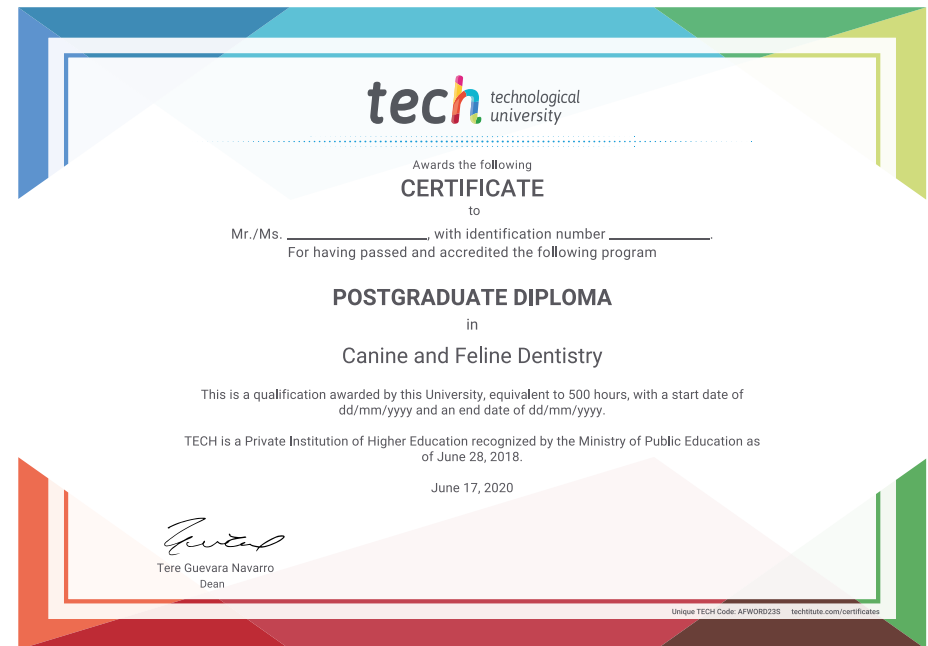 tech technological
university
Awards the following
CERTIFICATE
to
Mr./Ms. ____________________, with identification number ______________.
For having passed and accredited the following program
POSTGRADUATE DIPLOMA
in
Canine and Feline Dentistry
This is a qualification awarded by this University, equivalent to 500 hours, with a start date of
dd/mm/yyyy and an end date of dd/mm/yyyy.
TECH is a Private Institution of Higher Education recognized by the Ministry of Public Education as
of June 28, 2018.
June 17, 2020
Tere Guevara Navarro
Dean
Unique TECH Code: AFWORD23S techtitute.com/certificates